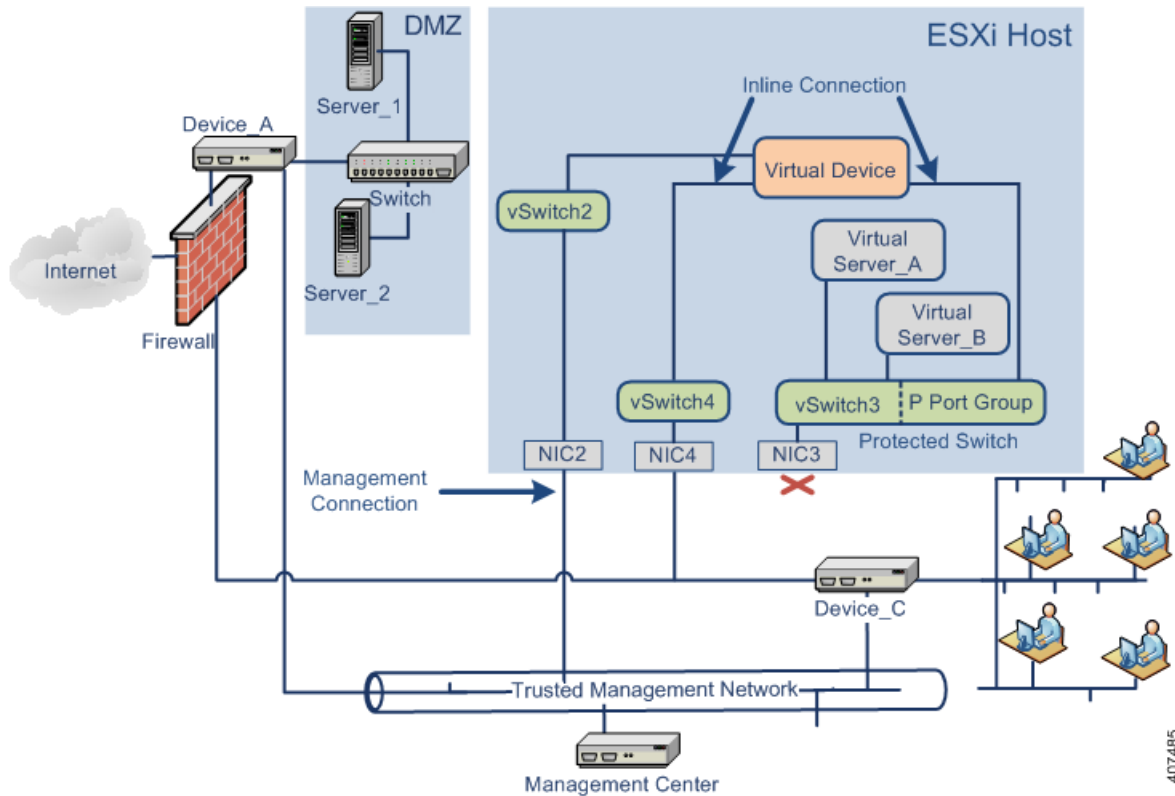 DMZ
ESXi Host
Server_1
Inline Connection
Device_A
Virtual Device
Switch
vSwitch2
Virtual
Server_A
Internet
Server_2
Virtual
Server_B
Firewall
vSwitch4
vSwitch3
P Port Group
Protected Switch
NIC2
NIC4
NIC3
Management
Connection
Device_C
Trusted Management Network
Management Center
407485